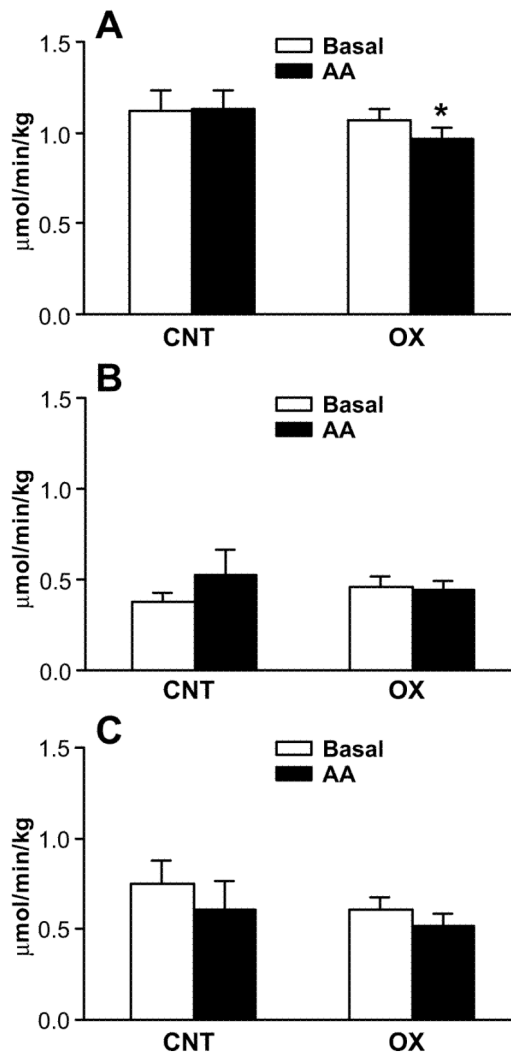 A
Basal
AA
μmol/min/kg
1.5
1.0
0.5
0.0
*
CNT OX
B
Basal
AA
μmol/min/kg
1.5
1.0
0.5
0.0
CNT OX
C
Basal
AA
μmol/min/kg
1.5
1.0
0.5
0.0
CNT OX